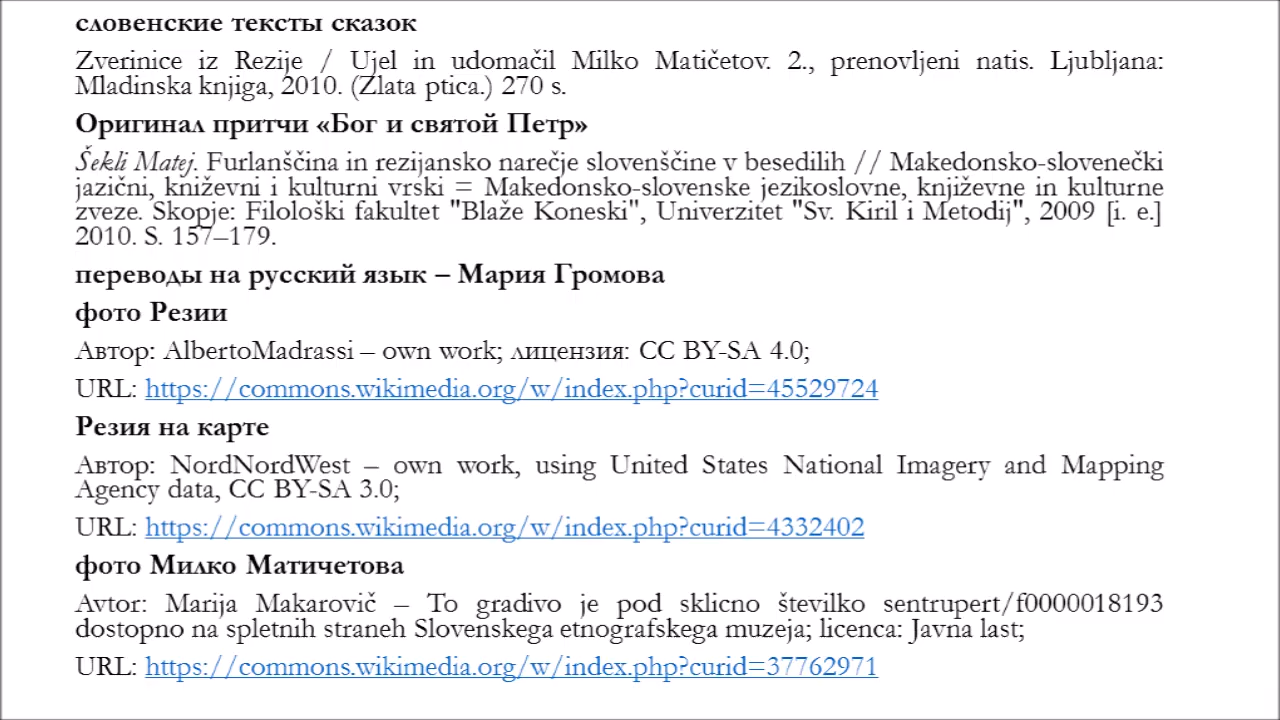 словенские тексты сказок
Zverinice iz Rezije / Ujel in udomačil Milko Matičetov. 2., prenovljeni natis. Ljubljana:
Mladinska knjiga, 2010. (Zlata ptica.) 270 s.
Оригинал притчи «Бог и святой Петр»
Šekli Matej. Furlanščina in rezijansko narečje slovenščine v besedilih // Makedonsko-slovenečki
jazični, kniževni i kulturni vrski = Makedonsko-slovenske jezikoslovne, književne in kulturne
zveze. Skopje: Filološki fakultet "Blaže Koneski", Univerzitet "Sv. Kiril i Metodij", 2009 [i. e.]
2010. S. 157–179.
переводы на русский язык – Мария Громова
фото Резии
Автор: AlbertoMadrassi – own work; лицензия: CC BY-SA 4.0;
URL: https://commons.wikimedia.org/w/index.php?curid=45529724
Резия на карте
Автор: NordNordWest – own work, using United States National Imagery and Mapping
Agency data, CC BY-SA 3.0;
URL: https://commons.wikimedia.org/w/index.php?curid=4332402
фото Милко Матичетова
Avtor: Marija Makarovič – To gradivo je pod sklicno številko sentrupert/f0000018193
dostopno na spletnih straneh Slovenskega etnografskega muzeja; licenca: Javna last;
URL: https://commons.wikimedia.org/w/index.php?curid=37762971